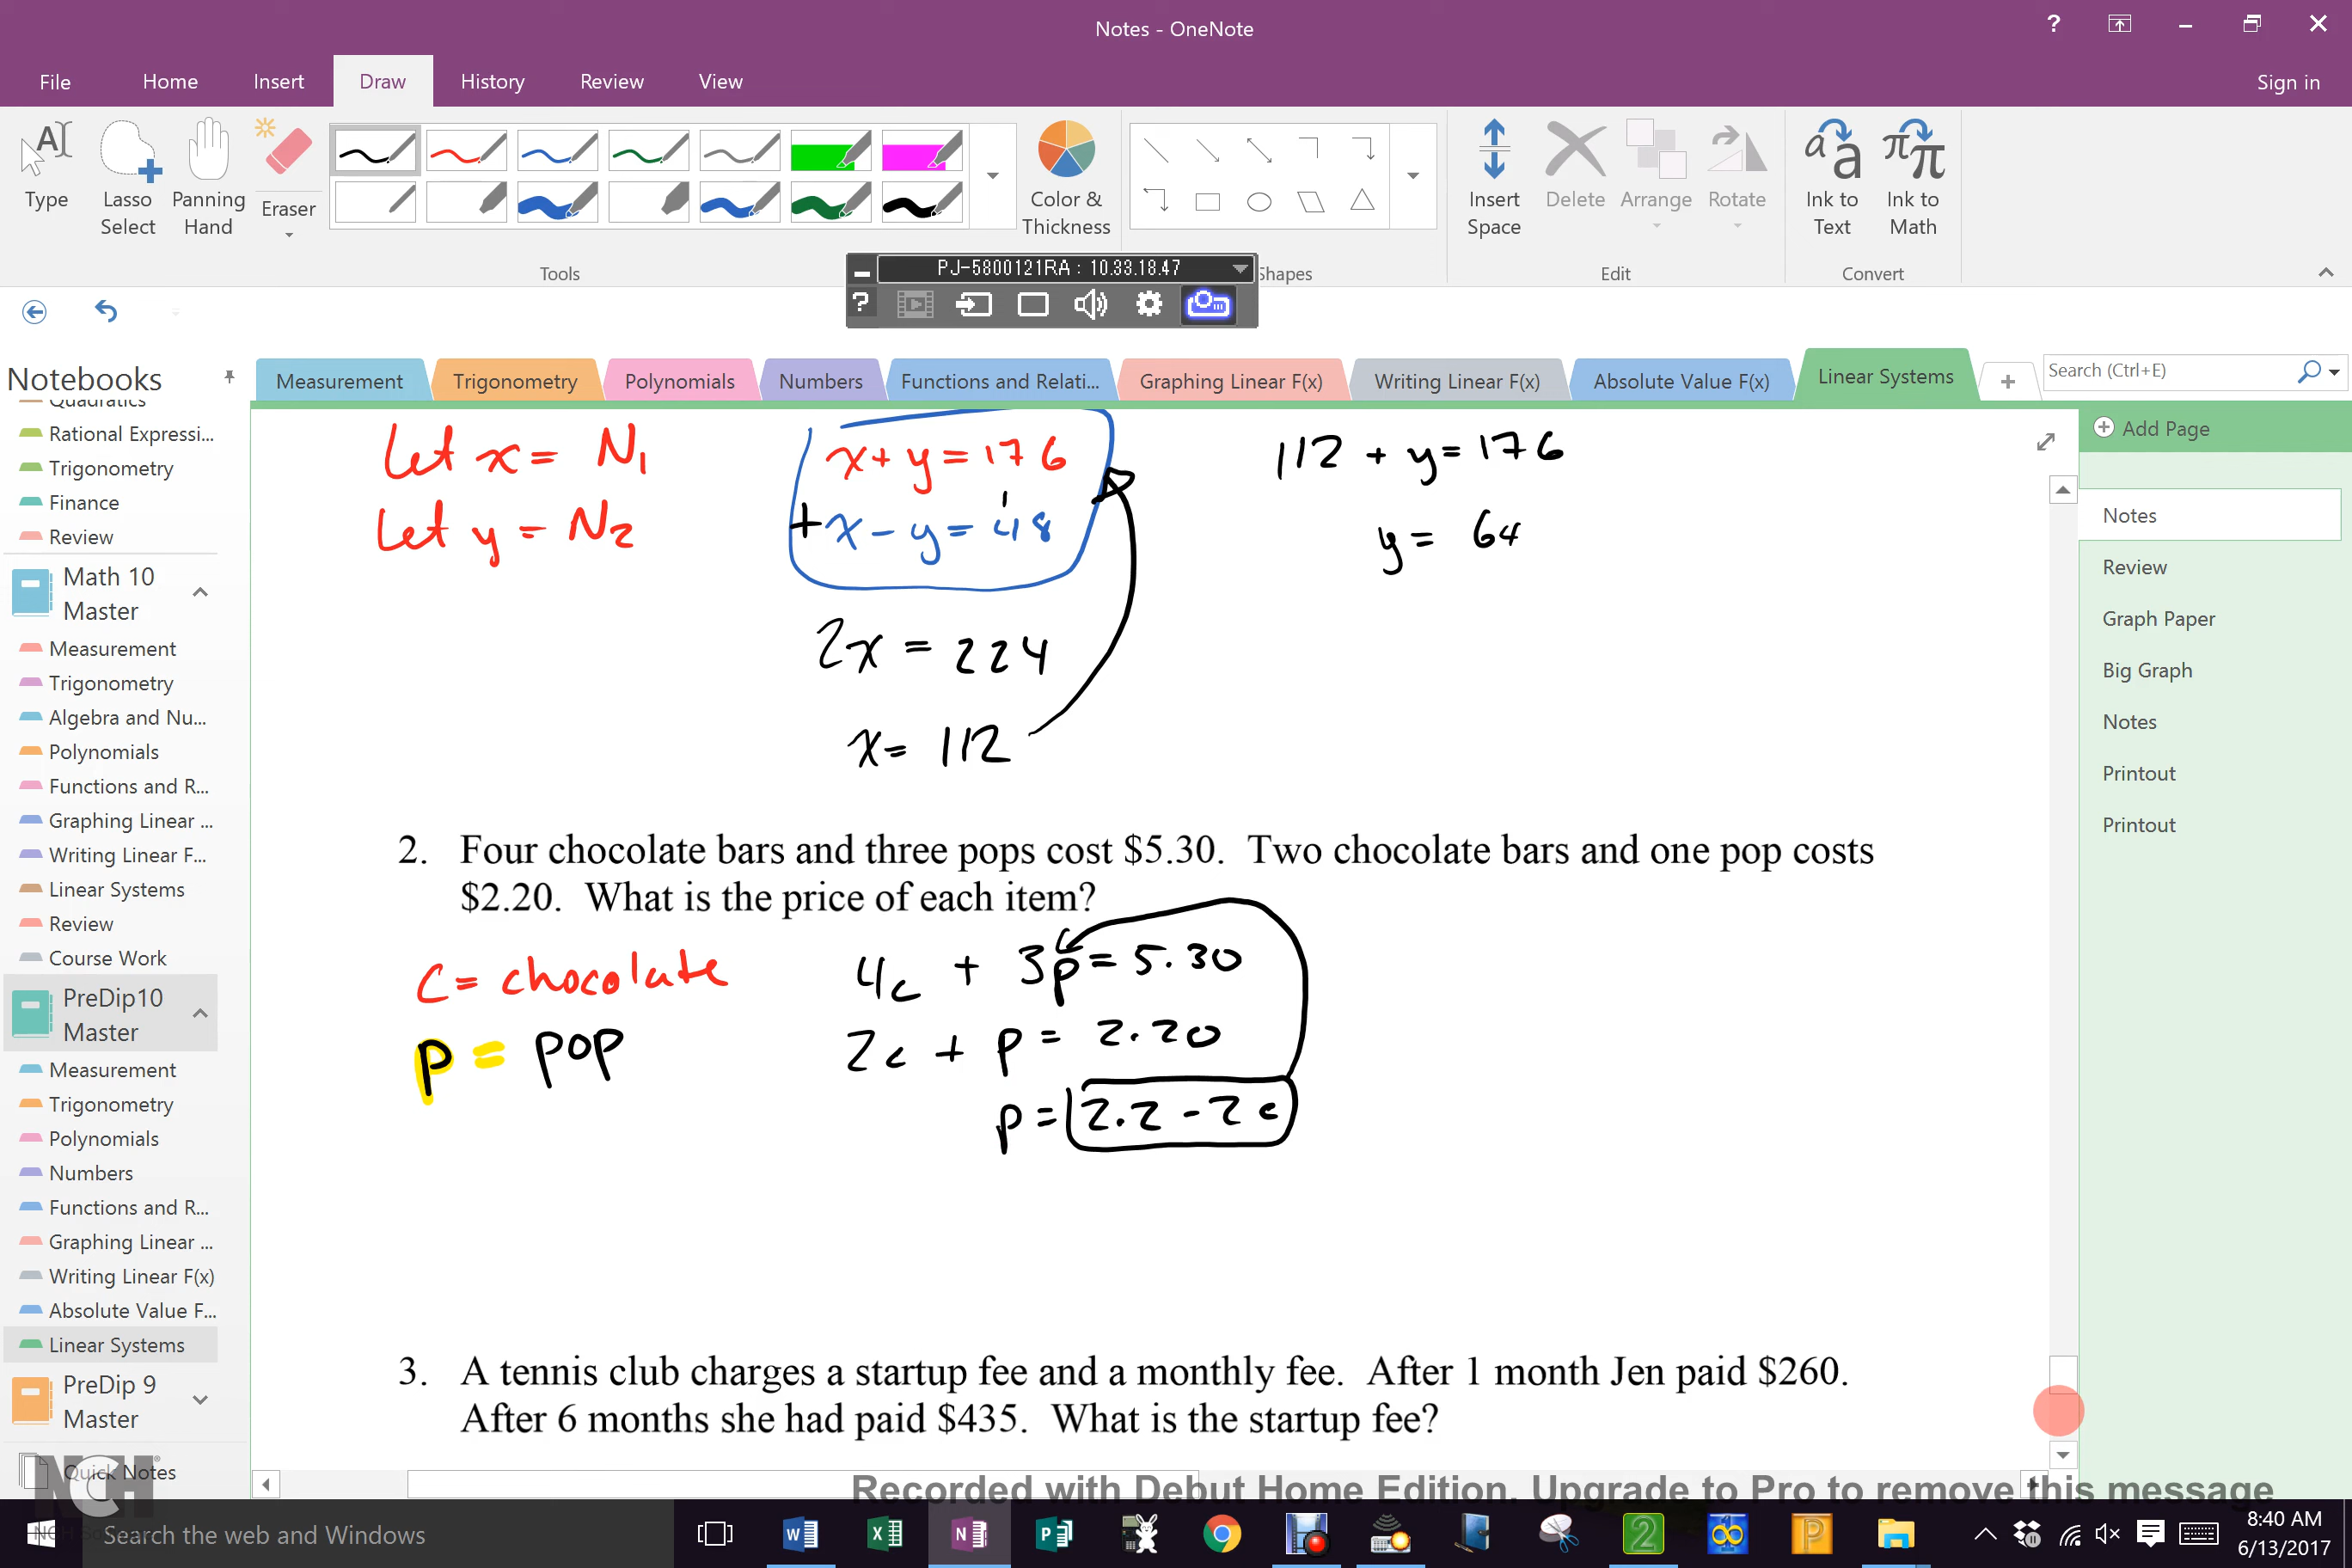 Notes - OneNote
?
File Home Insert Draw History Review View Sign in
Type
Lasso Select
Panning Hand
Eraser
Color & Thickness
Insert Space
Delete
Arrange
Rotate
Ink to Text
Ink to Math
Tools
Shapes
Edit
Convert
PJ-5800121RA : 10.33.18.47
?
Notebooks
Measurement Trigonometry Polynomials Numbers Functions and Relati... Graphing Linear F(x) Writing Linear F(x) Absolute Value F(x) Linear Systems +
Search (Ctrl+E)
Quadratics
Rational Expressi...
Trigonometry
Finance
Review
Math 10 Master
Measurement
Trigonometry
Algebra and Nu...
Polynomials
Functions and R...
Graphing Linear ...
Writing Linear F...
Linear Systems
Review
Course Work
PreDip10 Master
Measurement
Trigonometry
Polynomials
Numbers
Functions and R...
Graphing Linear ...
Writing Linear F(x)
Absolute Value F...
Linear Systems
PreDip 9 Master
Quick Notes
Let x = N1
Let y = N2
x + y = 176
+ x - y = 48
1
2x = 224
x = 112
112 + y = 176
y = 64
2. Four chocolate bars and three pops cost $5.30. Two chocolate bars and one pop costs
$2.20. What is the price of each item?
c = chocolate
p = pop
4c + 3p = 5.30
2c + p = 2.20
p = 2.2 - 2c
3. A tennis club charges a startup fee and a monthly fee. After 1 month Jen paid $260.
After 6 months she had paid $435. What is the startup fee?
Add Page
Notes
Review
Graph Paper
Big Graph
Notes
Printout
Printout
NCH
Recorded with Debut Home Edition. Upgrade to Pro to remove this message
Search the web and Windows
8:40 AM
6/13/2017